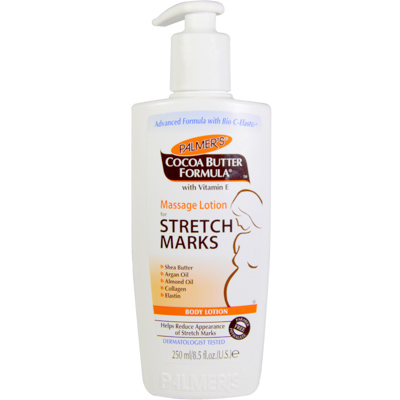 Advanced Formula with Bio C-Elaste
PALMER'S
COCOA BUTTER
FORMULA®
with Vitamin E
Massage Lotion
for
STRETCH
MARKS
Shea Butter
Argan Oil
Almond Oil
Collagen
Elastin
BODY LOTION
Helps Reduce Appearance
of Stretch Marks
DERMATOLOGIST TESTED
250 ml/8.5 fl.oz.(U.S.)℮
PALMER'S